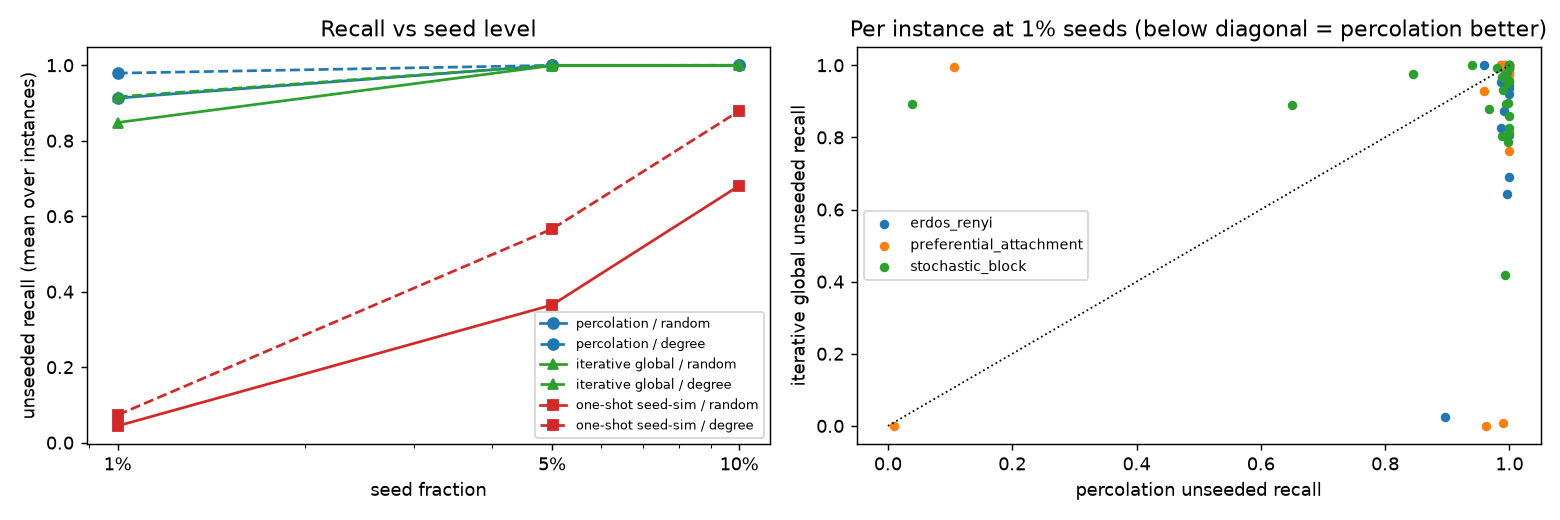 Recall vs seed level
unseeded recall (mean over instances)
1.0
0.8
0.6
0.4
0.2
0.0
percolation / random
percolation / degree
iterative global / random
iterative global / degree
one-shot seed-sim / random
one-shot seed-sim / degree
1%
5%
10%
seed fraction
Per instance at 1% seeds (below diagonal = percolation better)
iterative global unseeded recall
1.0
0.8
0.6
0.4
0.2
0.0
erdos_renyi
preferential_attachment
stochastic_block
0.0
0.2
0.4
0.6
0.8
1.0
percolation unseeded recall